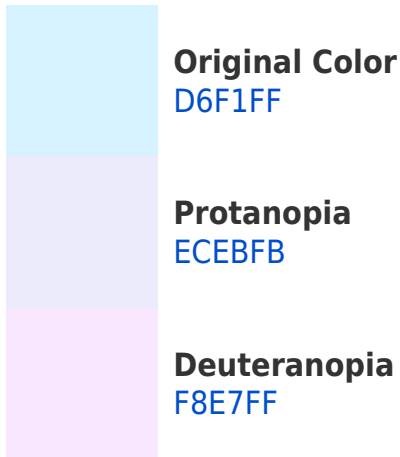 Original Color
D6F1FF
Protanopia
ECEBFB
Deuteranopia
F8E7FF